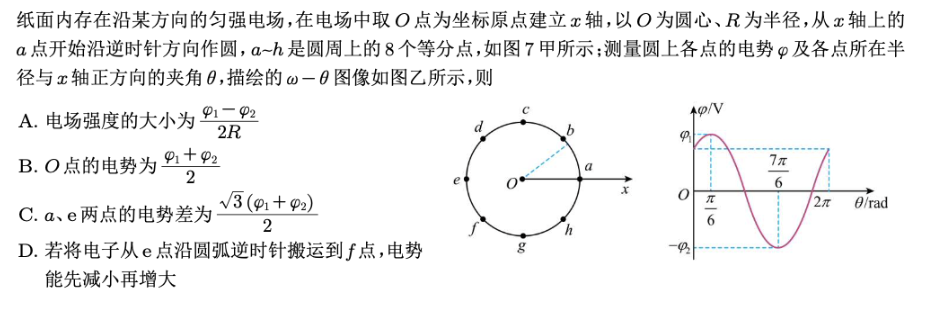 纸面内存在沿某方向的匀强电场,在电场中取O点为坐标原点建立x轴,以O为圆心、R为半径,从x轴上的
a点开始沿逆时针方向作圆,a~h是圆周上的8个等分点,如图7甲所示;测量圆上各点的电势φ及各点所在半
径与x轴正方向的夹角θ,描绘的ω-θ图像如图乙所示,则
A. 电场强度的大小为 (φ₁-φ₂)/2R
B. O点的电势为 (φ₁+φ₂)/2
C. a、e两点的电势差为 √3(φ₁+φ₂)/2
D. 若将电子从e点沿圆弧逆时针搬运到f点,电势
能先减小再增大
c
d
b
a
e
O
x
f
h
g
φ/V
φ₁
7π/6
O
π/6
2π
θ/rad
-φ₂